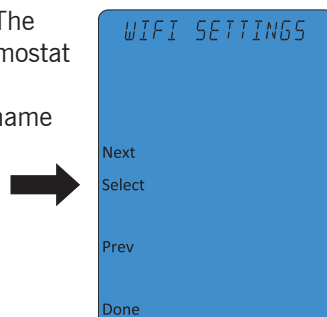 The
mostat
name
WIFI SETTINGS
Next
Select
Prev
Done